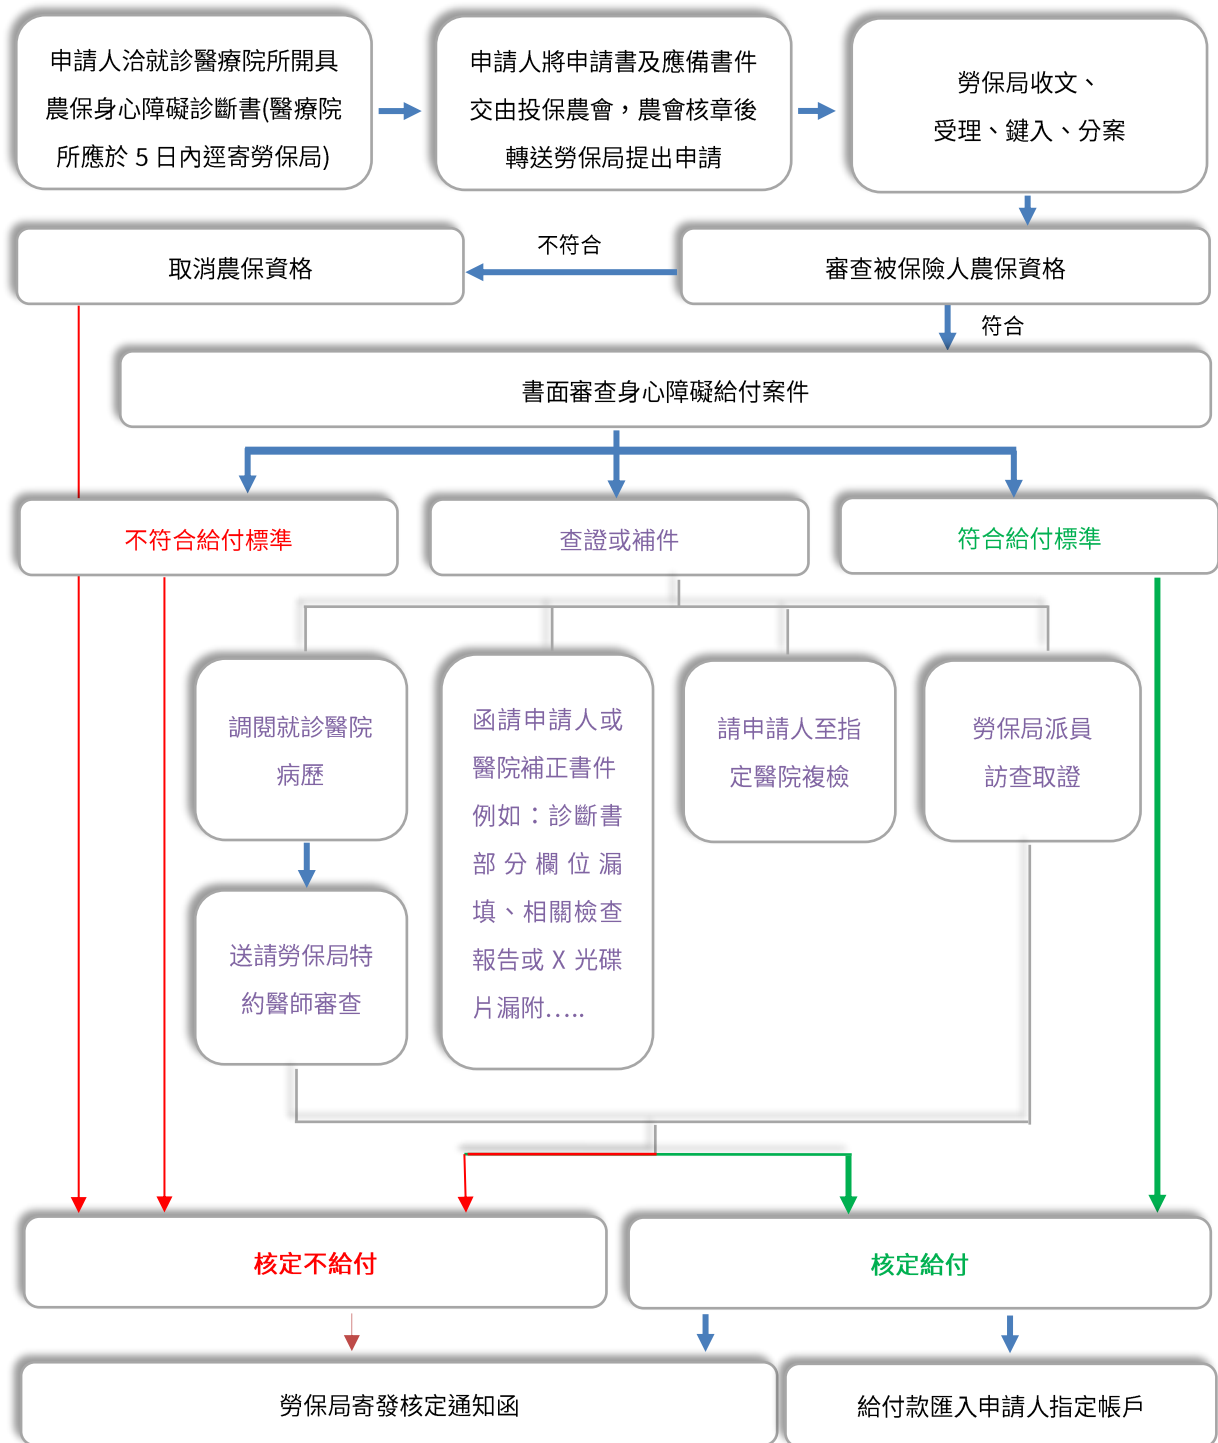 申請人洽就診醫療院所開具
農保身心障礙診斷書(醫療院
所應於 5 日內逕寄勞保局)
申請人將申請書及應備書件
交由投保農會，農會核章後
轉送勞保局提出申請
勞保局收文、
受理、鍵入、分案
取消農保資格
不符合
審查被保險人農保資格
符合
書面審查身心障礙給付案件
不符合給付標準
查證或補件
符合給付標準
調閱就診醫院
病歷
函請申請人或
醫院補正書件
例如：診斷書
部分欄位漏
填、相關檢查
報告或 X 光碟
片漏附…..
請申請人至指
定醫院複檢
勞保局派員
訪查取證
送請勞保局特
約醫師審查
核定不給付
核定給付
勞保局寄發核定通知函
給付款匯入申請人指定帳戶